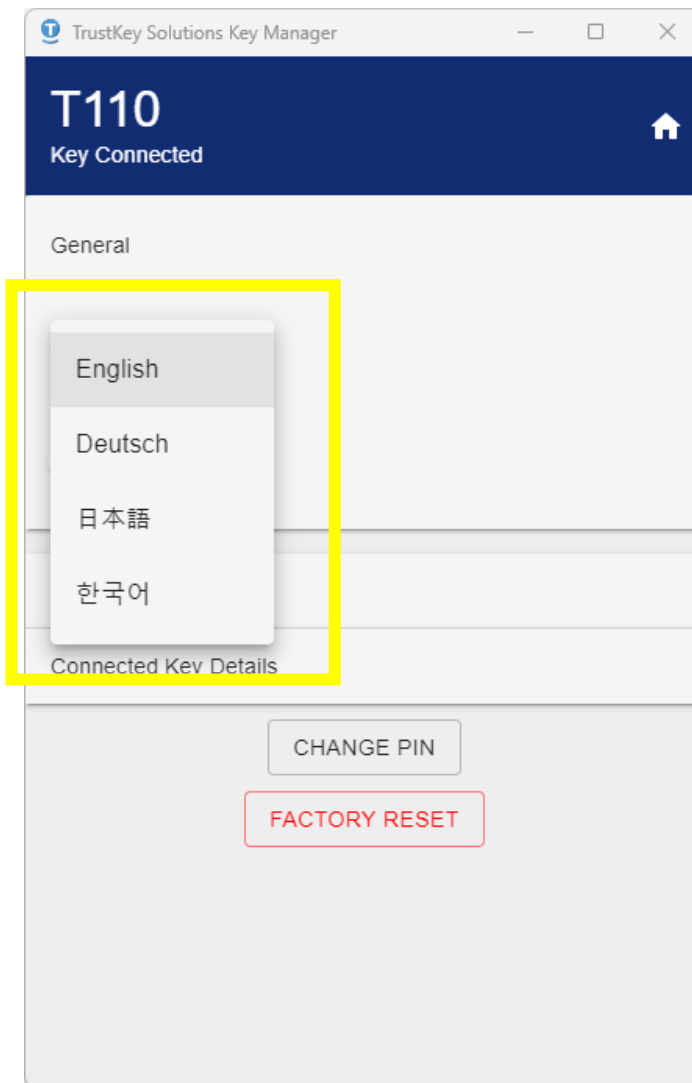 TrustKey Solutions Key Manager
T110
Key Connected
General
English
Deutsch
日本語
한국어
Connected Key Details
CHANGE PIN
FACTORY RESET